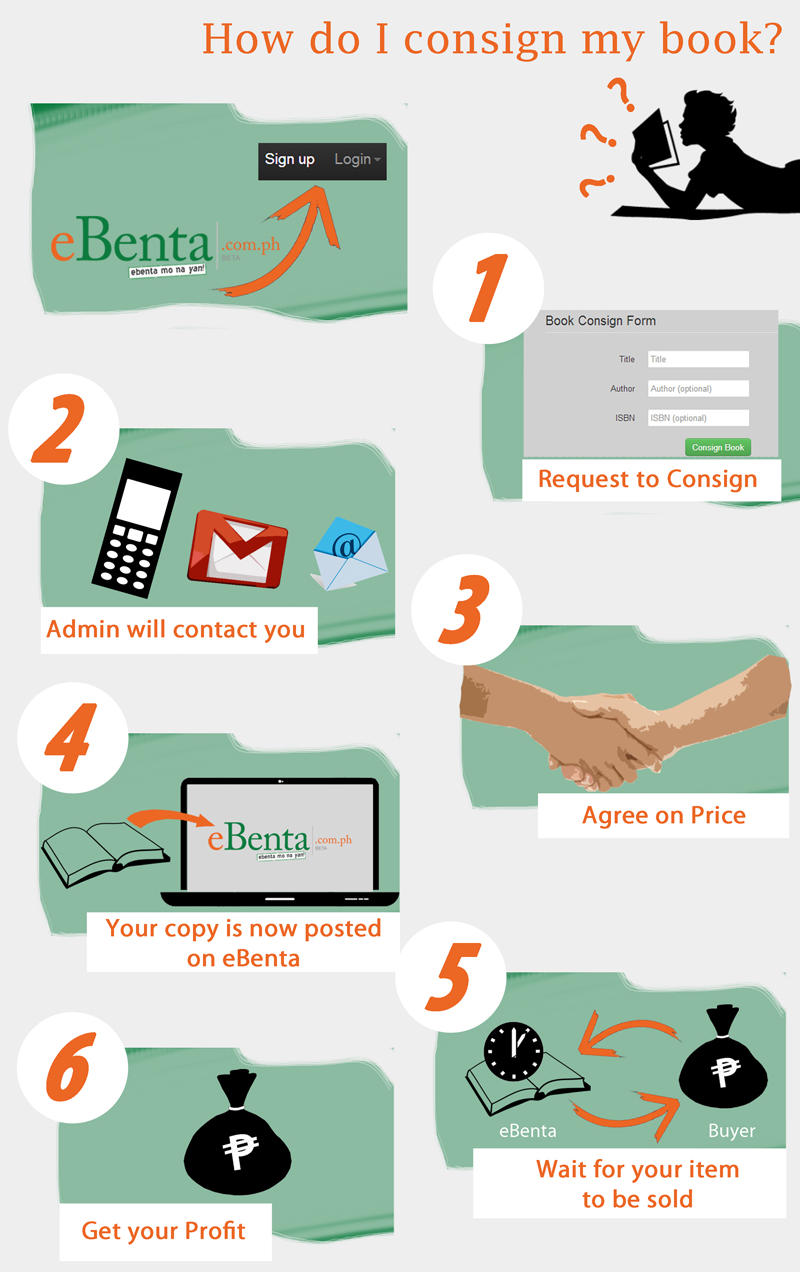 How do I consign my book?
Sign up Login
eBenta .com.ph
BETA
ebenta mo na yan!
1
Book Consign Form
Title Title
Author Author (optional)
ISBN ISBN (optional)
Consign Book
Request to Consign
2
@
Admin will contact you
3
Agree on Price
4
eBenta .com.ph
BETA
ebenta mo na yan!
Your copy is now posted
on eBenta
5
₱
eBenta Buyer
Wait for your item
to be sold
6
₱
Get your Profit